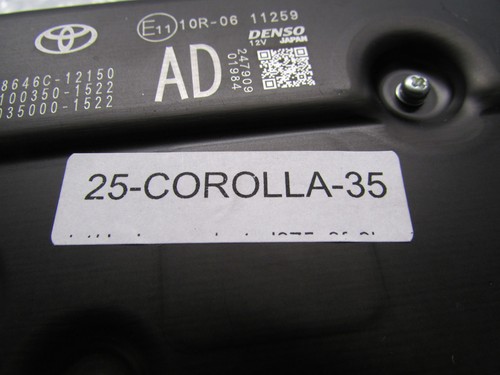 E11 10R-06 11259
DENSO
12V JAPAN
8646C-12150
100350-1522
035000-1522
AD
247909
01984
25-COROLLA-35